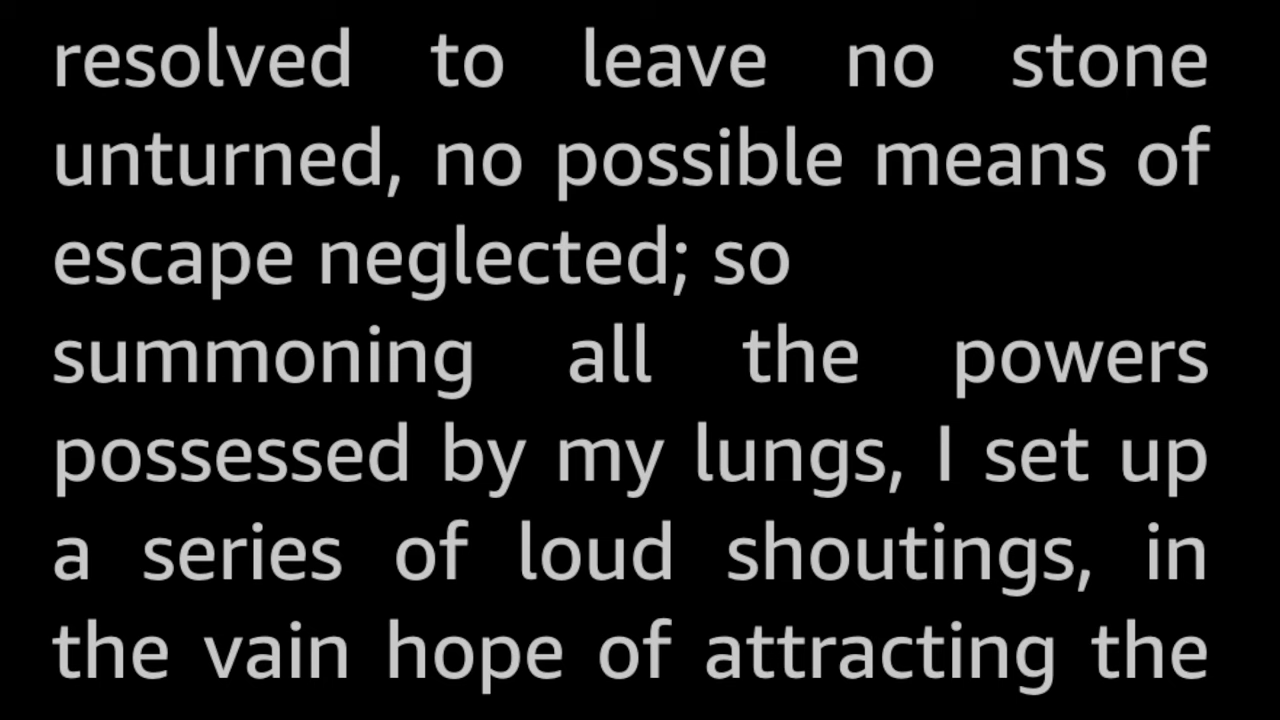 resolved to leave no stone
unturned, no possible means of
escape neglected; so
summoning all the powers
possessed by my lungs, I set up
a series of loud shoutings, in
the vain hope of attracting the